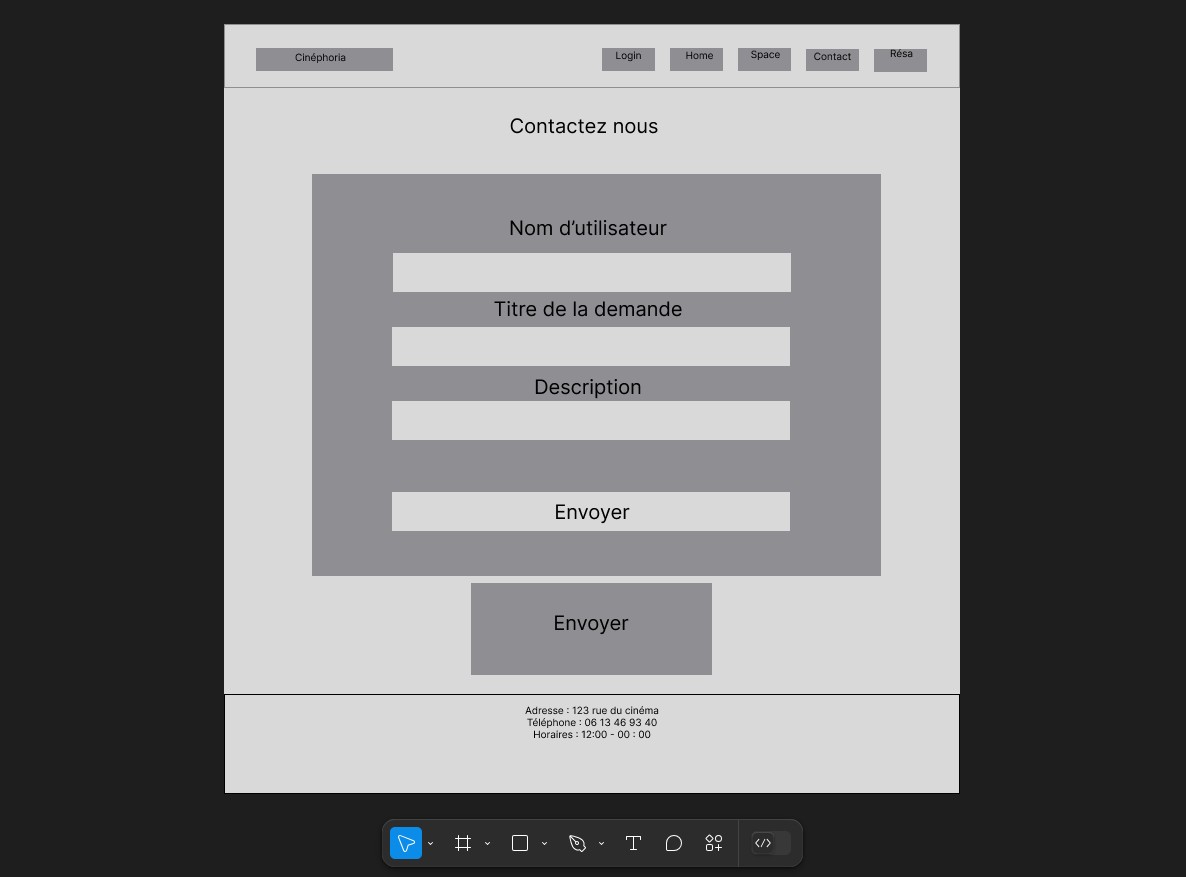 Cinéphoria
Login
Home
Space
Contact
Résa
Contactez nous
Nom d’utilisateur
Titre de la demande
Description
Envoyer
Envoyer
Adresse : 123 rue du cinéma
Téléphone : 06 13 46 93 40
Horaires : 12:00 - 00 : 00